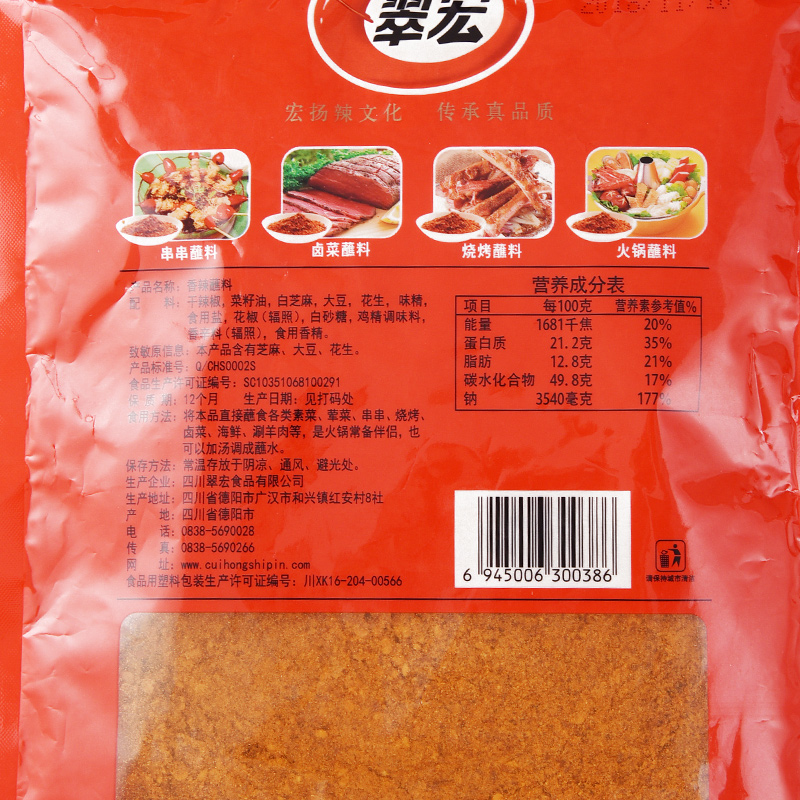 翠宏
2018/11/10
宏扬辣文化 传承真品质
串串蘸料 卤菜蘸料 烧烤蘸料 火锅蘸料
产品名称：香辣蘸料
配 料：干辣椒，菜籽油，白芝麻，大豆，花生，味精，
食用盐，花椒（辐照），白砂糖，鸡精调味料，
香辛料（辐照），食用香精。
致敏原信息：本产品含有芝麻、大豆、花生。
产品标准号：Q/CHS0002S
食品生产许可证编号：SC10351068100291
保 质 期：12个月 生产日期：见打码处
食用方法：将本品直接蘸食各类素菜、荤菜、串串、烧烤、
卤菜、海鲜、涮羊肉等，是火锅常备伴侣，也
可以加汤调成蘸水。
保存方法：常温存放于阴凉、通风、避光处。
生产企业：四川翠宏食品有限公司
生产地址：四川省德阳市广汉市和兴镇红安村8社
产 地：四川省德阳市
电 话：0838-5690028
传 真：0838-5690266
网 址：www.cuihongshipin.com
食品用塑料包装生产许可证编号：川XK16-204-00566
营养成分表
项目 每100克 营养素参考值%
能量 1681千焦 20%
蛋白质 21.2克 35%
脂肪 12.8克 21%
碳水化合物 49.8克 17%
钠 3540毫克 177%
6 945006 300386
请保持城市清洁